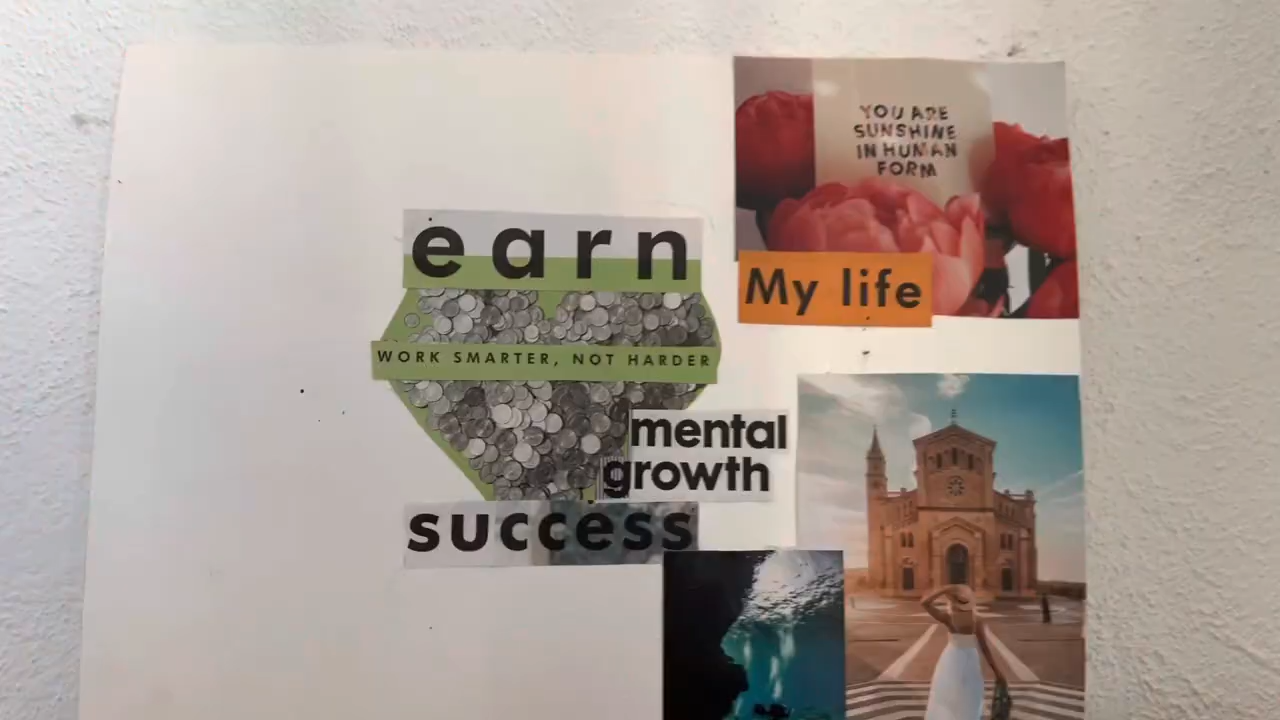 YOU ARE
SUNSHINE
IN HUMAN
FORM
My life
earn
WORK SMARTER, NOT HARDER
mental
growth
success